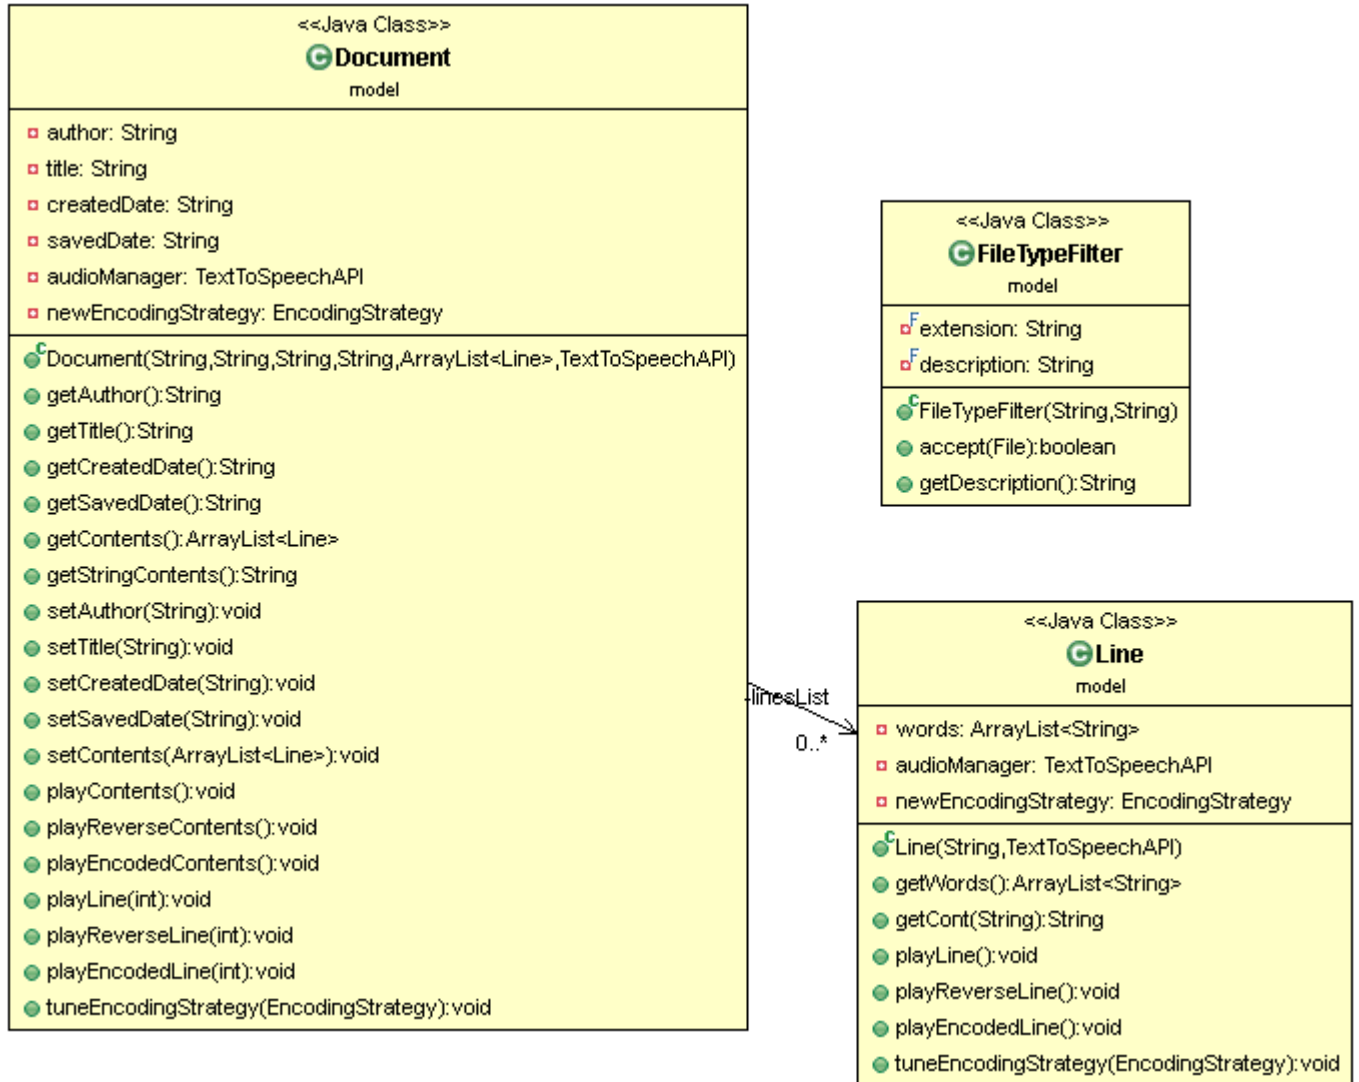 <<Java Class>>
Document
model
author: String
title: String
createdDate: String
savedDate: String
audioManager: TextToSpeechAPI
newEncodingStrategy: EncodingStrategy
Document(String,String,String,String,ArrayList<Line>,TextToSpeechAPI)
getAuthor():String
getTitle():String
getCreatedDate():String
getSavedDate():String
getContents():ArrayList<Line>
getStringContents():String
setAuthor(String):void
setTitle(String):void
setCreatedDate(String):void
setSavedDate(String):void
setContents(ArrayList<Line>):void
playContents():void
playReverseContents():void
playEncodedContents():void
playLine(int):void
playReverseLine(int):void
playEncodedLine(int):void
tuneEncodingStrategy(EncodingStrategy):void
-linesList
0..*
<<Java Class>>
FileTypeFilter
model
extension: String
description: String
FileTypeFilter(String,String)
accept(File):boolean
getDescription():String
<<Java Class>>
Line
model
words: ArrayList<String>
audioManager: TextToSpeechAPI
newEncodingStrategy: EncodingStrategy
Line(String,TextToSpeechAPI)
getWords():ArrayList<String>
getCont(String):String
playLine():void
playReverseLine():void
playEncodedLine():void
tuneEncodingStrategy(EncodingStrategy):void